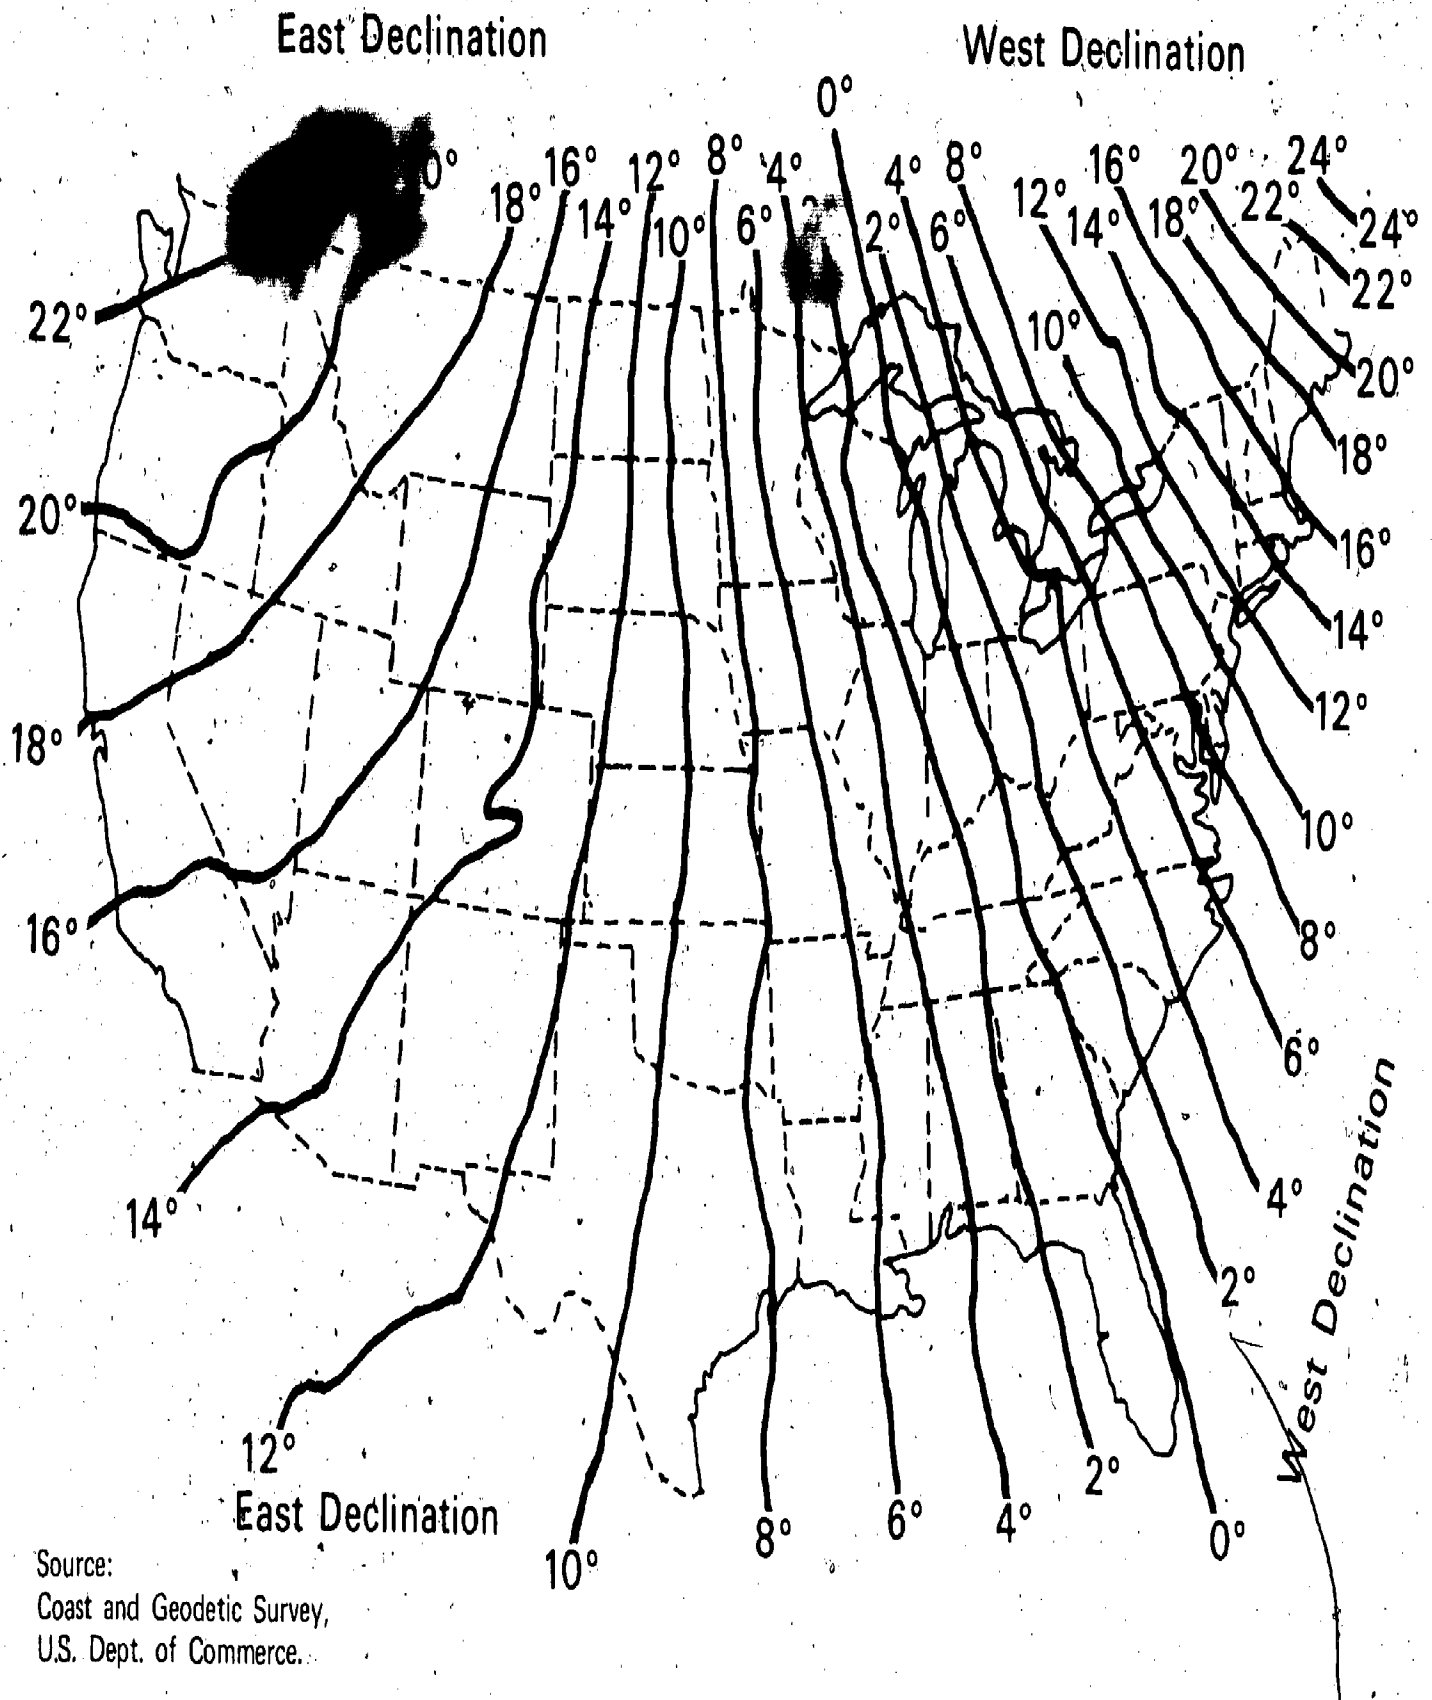 East Declination
West Declination
0°
16° 12° 8° 4° 4° 8° 16° 20° 24°
18° 14° 10° 6° 2° 6° 12° 14° 18° 22°
24°
22°
22°
10°
20°
18°
20°
16°
14°
12°
18°
10°
16°
8°
6°
4°
14°
2°
West Declination
12°
2°
East Declination
8° 6° 4° 0°
10°
Source:
Coast and Geodetic Survey,
U.S. Dept. of Commerce.